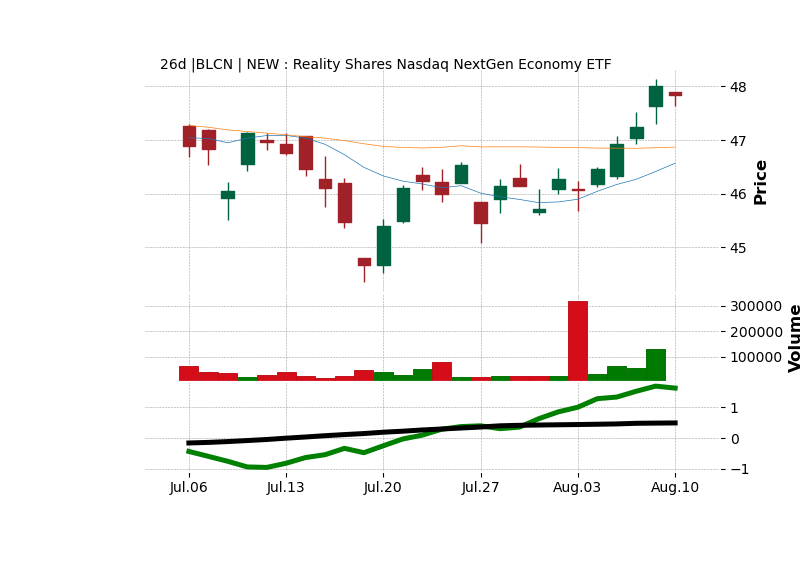 26d |BLCN | NEW : Reality Shares Nasdaq NextGen Economy ETF
48
47
46
45
Price
300000
200000
100000
Volume
1
0
−1
Jul.06 Jul.13 Jul.20 Jul.27 Aug.03 Aug.10